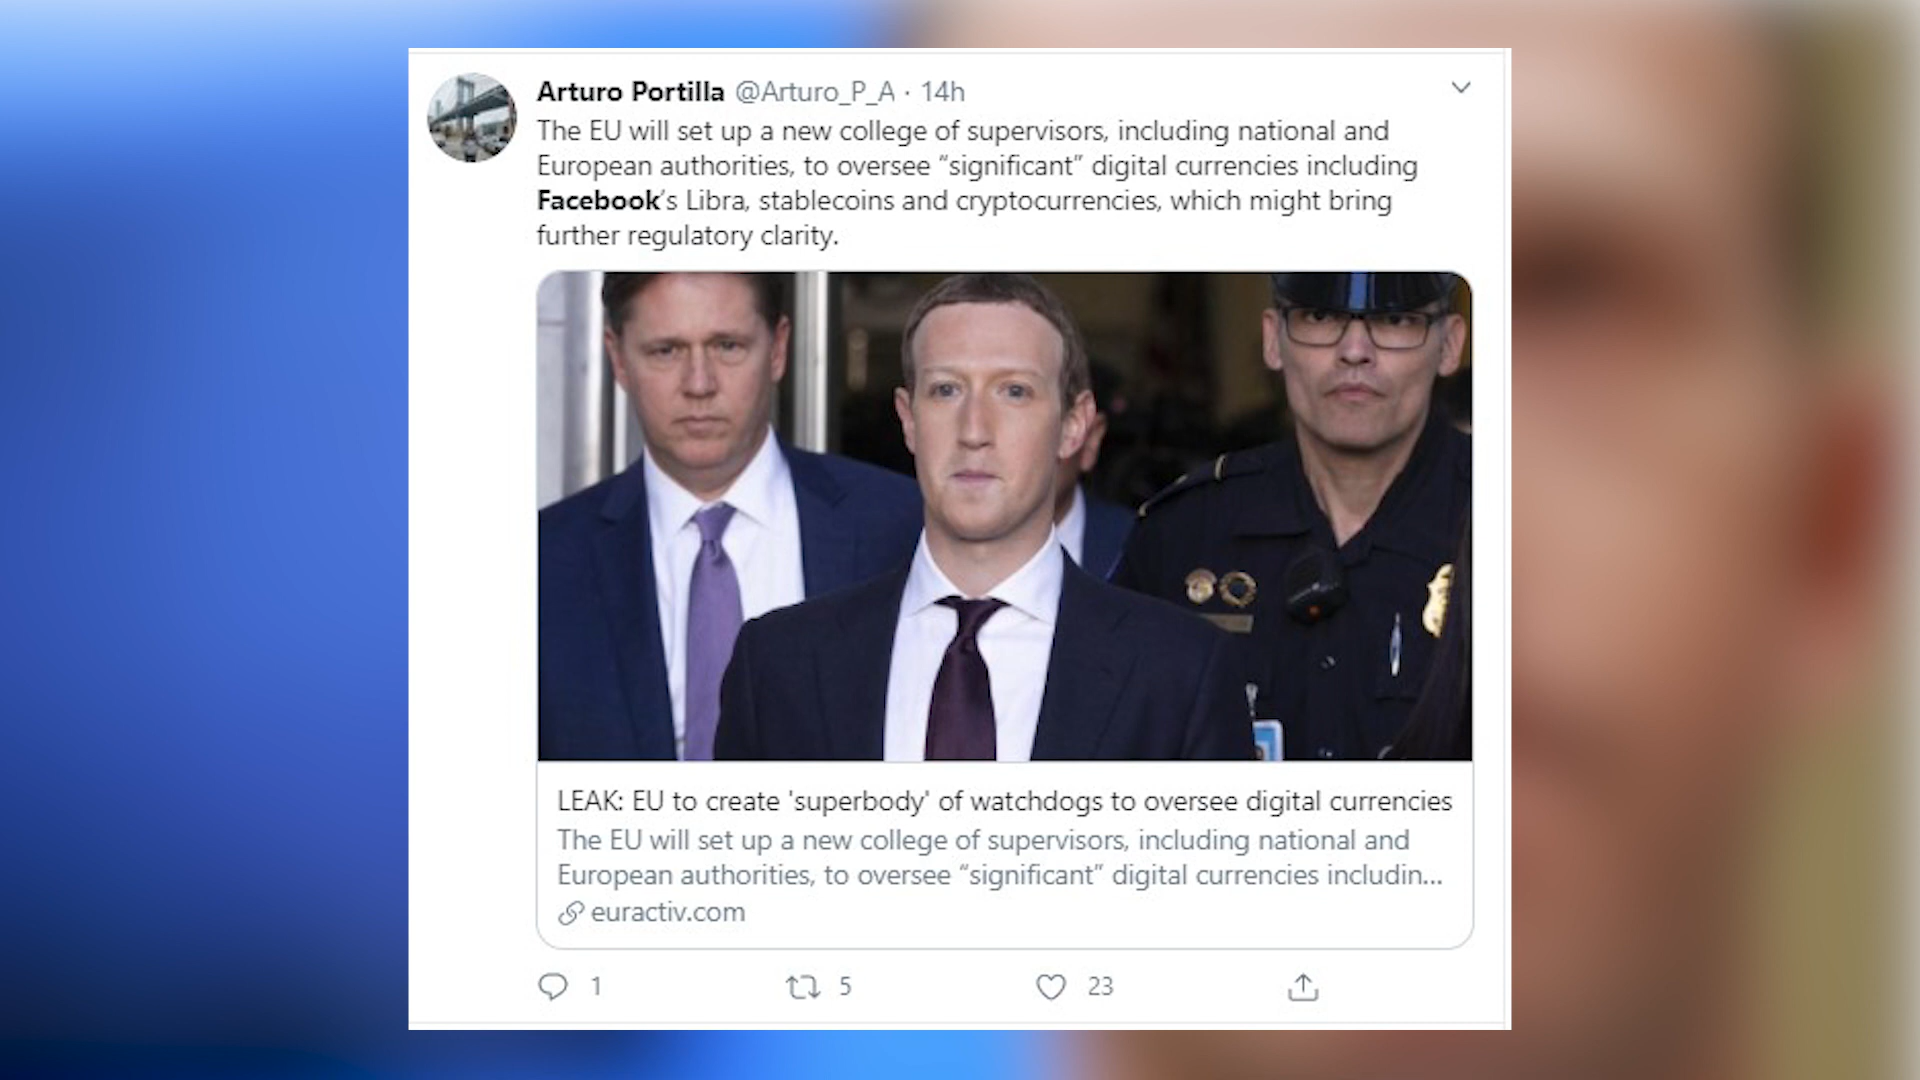 Arturo Portilla @Arturo_P_A · 14h
The EU will set up a new college of supervisors, including national and
European authorities, to oversee “significant” digital currencies including
Facebook’s Libra, stablecoins and cryptocurrencies, which might bring
further regulatory clarity.
LEAK: EU to create 'superbody' of watchdogs to oversee digital currencies
The EU will set up a new college of supervisors, including national and
European authorities, to oversee “significant” digital currencies includin...
euractiv.com
1 5 23